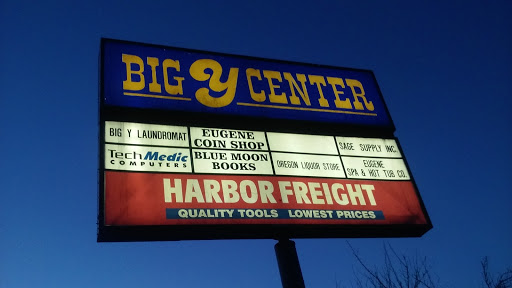 BIG Y CENTER
BIG Y LAUNDROMAT
EUGENE
COIN SHOP
SAGE SUPPLY INC.
TechMedic
COMPUTERS
BLUE MOON
BOOKS
OREGON LIQUOR STORE
EUGENE
SPA & HOT TUB CO.
HARBOR FREIGHT
QUALITY TOOLS LOWEST PRICES